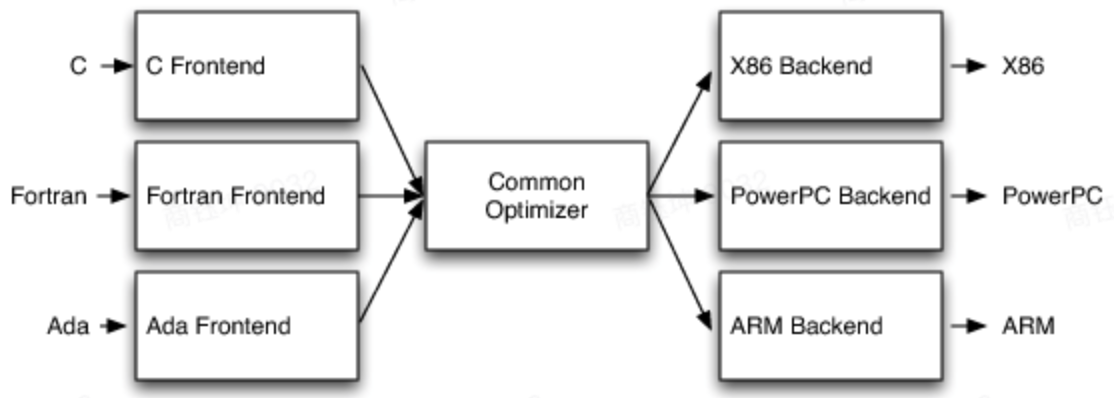 C
C Frontend
X86 Backend
X86
Fortran
Fortran Frontend
Common
Optimizer
PowerPC Backend
PowerPC
Ada
Ada Frontend
ARM Backend
ARM